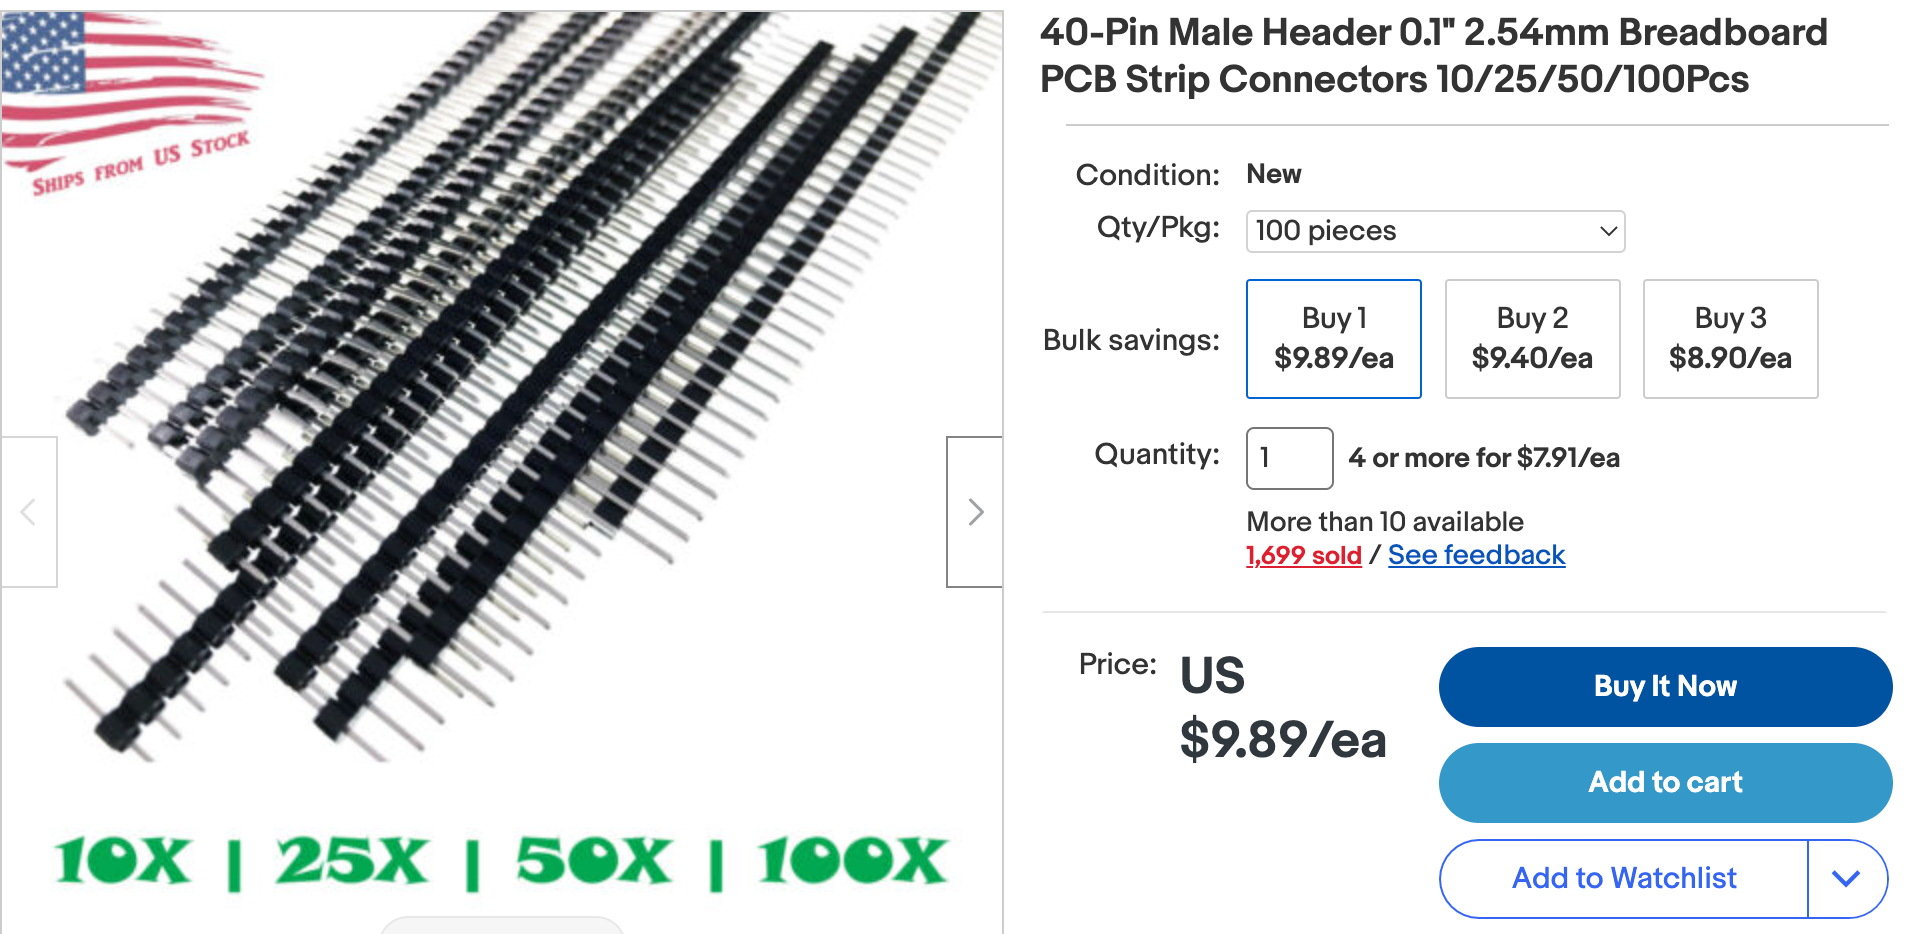 SHIPS FROM US STOCK
10X | 25X | 50X | 100X
40-Pin Male Header 0.1" 2.54mm Breadboard
PCB Strip Connectors 10/25/50/100Pcs
Condition: New
Qty/Pkg: 100 pieces
Bulk savings:
Buy 1
$9.89/ea
Buy 2
$9.40/ea
Buy 3
$8.90/ea
Quantity: 1 4 or more for $7.91/ea
More than 10 available
1,699 sold / See feedback
Price: US
$9.89/ea
Buy It Now
Add to cart
Add to Watchlist